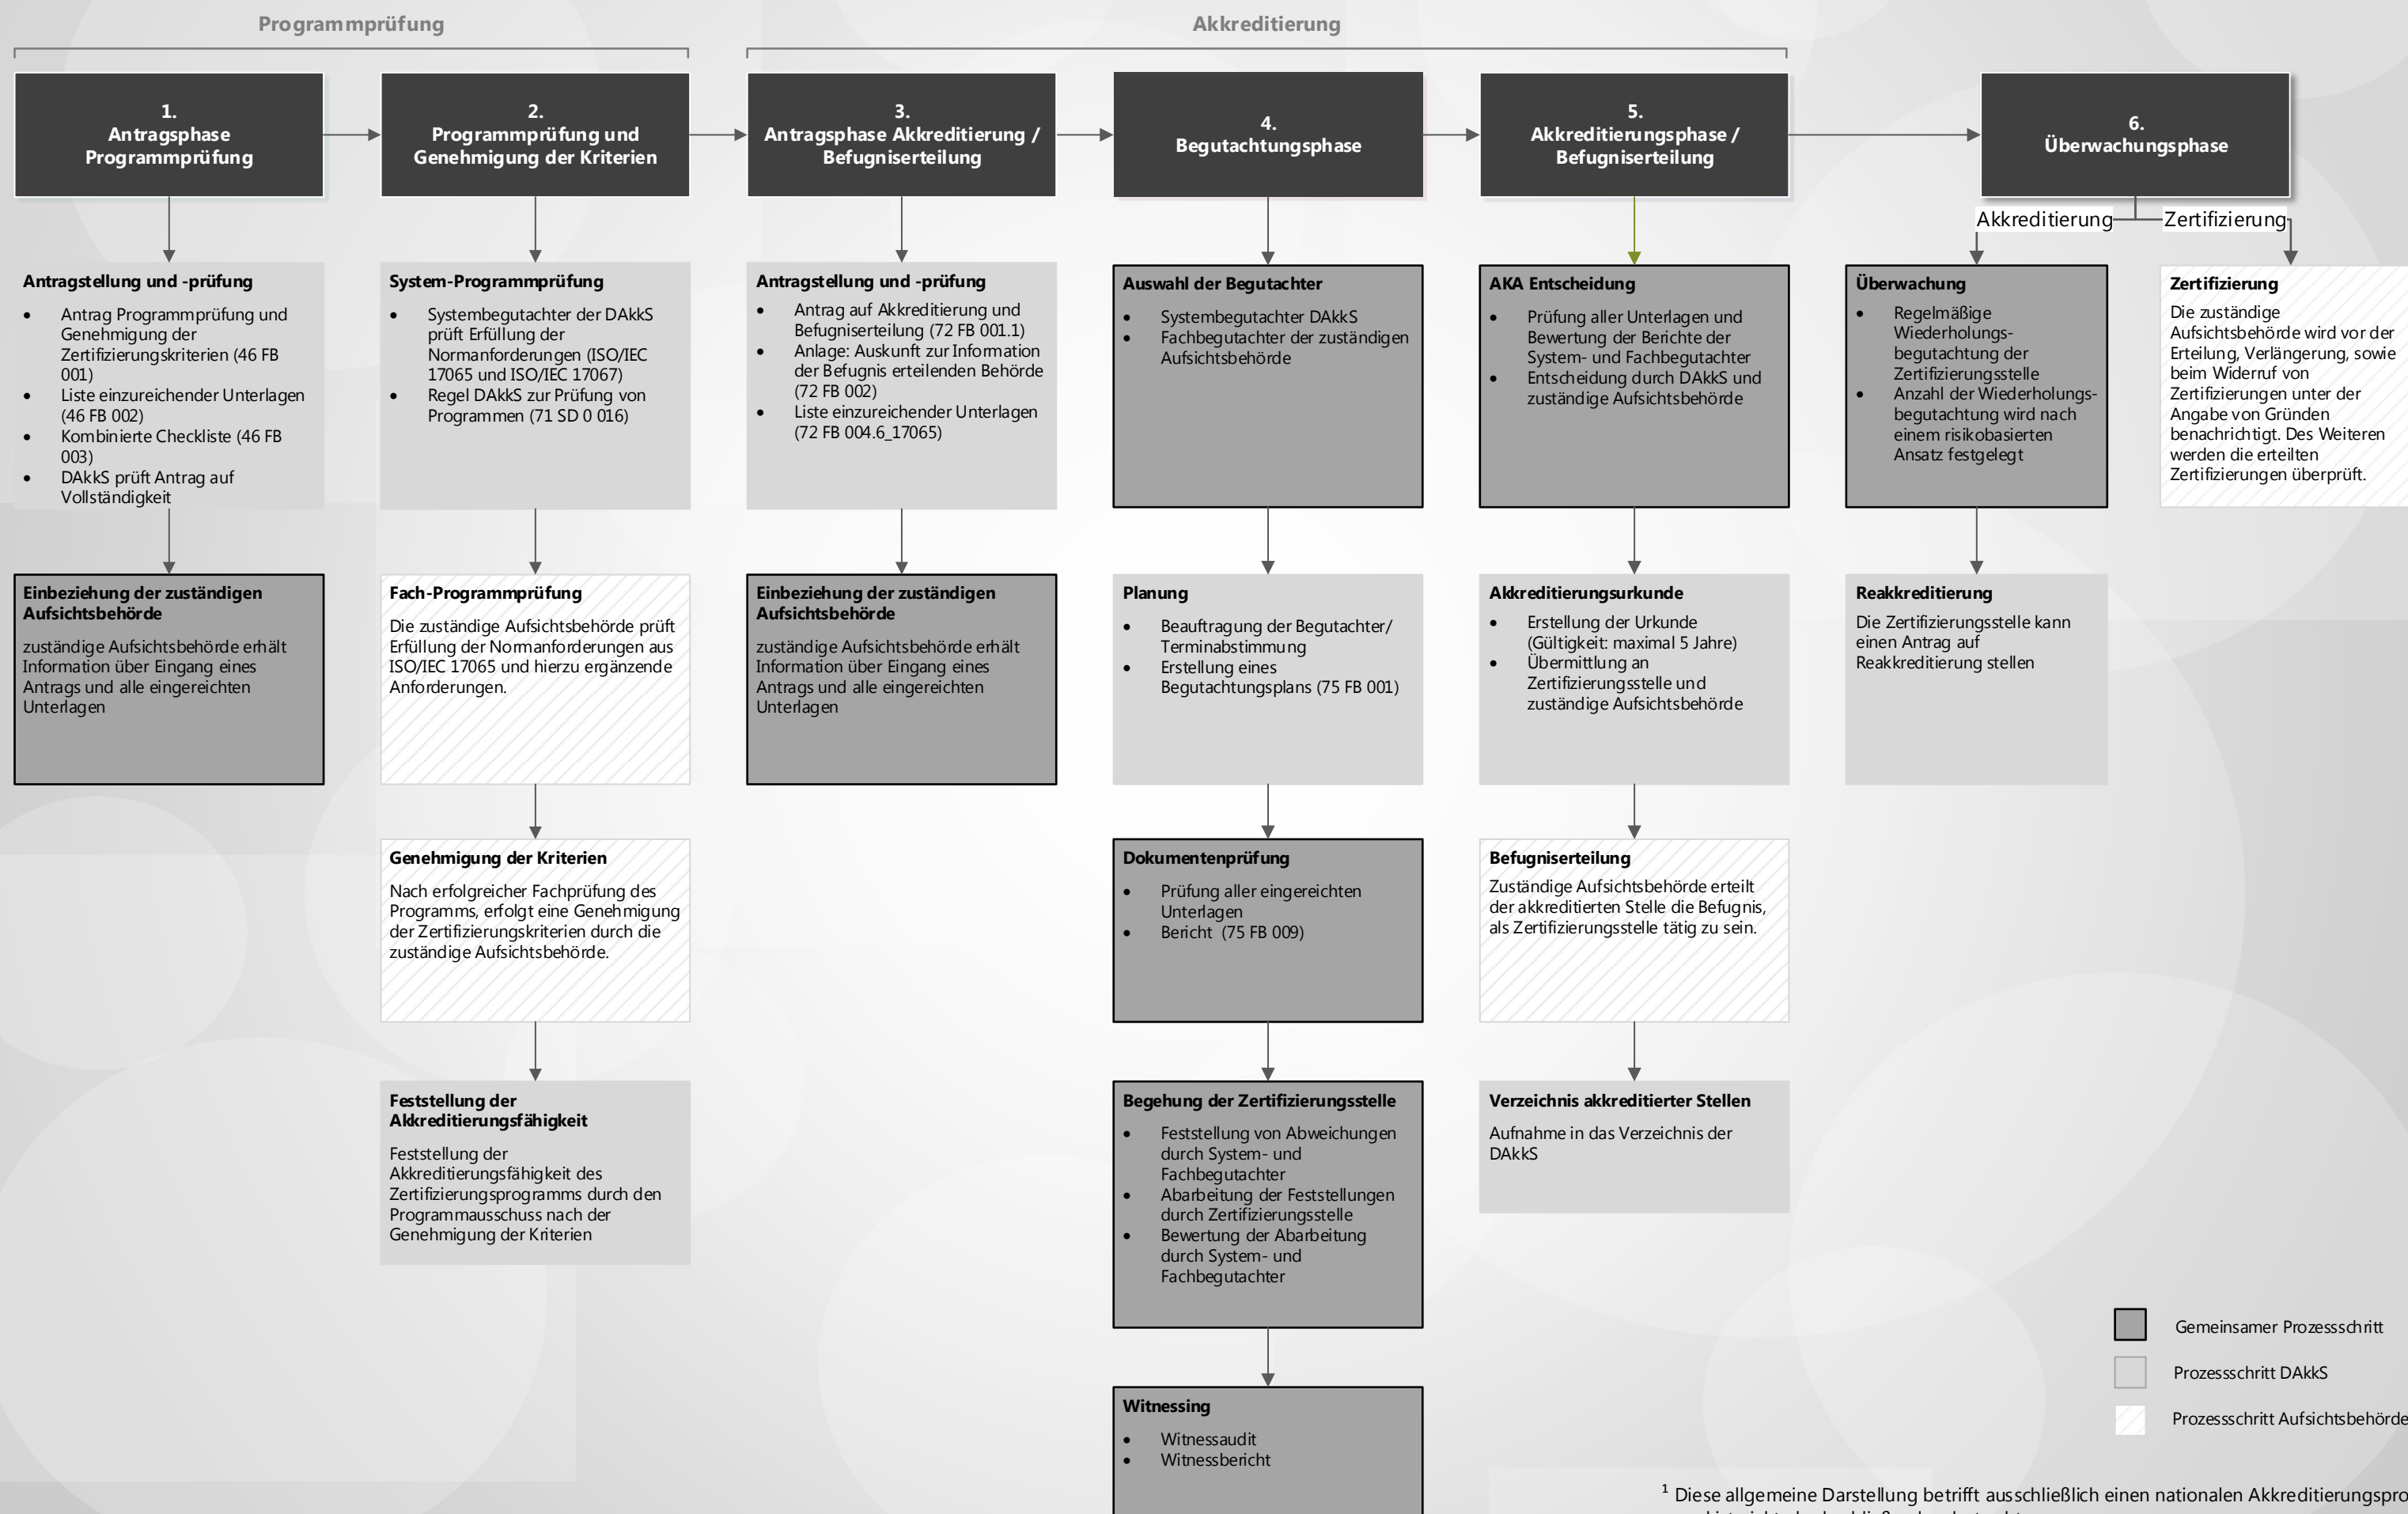 Programmprüfung
Akkreditierung
1.
Antragsphase
Programmprüfung
2.
Programmprüfung und
Genehmigung der Kriterien
3.
Antragsphase Akkreditierung /
Befugniserteilung
4.
Begutachtungsphase
5.
Akkreditierungsphase /
Befugniserteilung
6.
Überwachungsphase
Akkreditierung
Zertifizierung
Antragstellung und -prüfung
• Antrag Programmprüfung und
Genehmigung der
Zertifizierungskriterien (46 FB
001)
• Liste einzureichender Unterlagen
(46 FB 002)
• Kombinierte Checkliste (46 FB
003)
• DAkkS prüft Antrag auf
Vollständigkeit
Einbeziehung der zuständigen
Aufsichtsbehörde
zuständige Aufsichtsbehörde erhält
Information über Eingang eines
Antrags und alle eingereichten
Unterlagen
System-Programmprüfung
• Systembegutachter der DAkkS
prüft Erfüllung der
Normanforderungen (ISO/IEC
17065 und ISO/IEC 17067)
• Regel DAkkS zur Prüfung von
Programmen (71 SD 0 016)
Fach-Programmprüfung
Die zuständige Aufsichtsbehörde prüft
Erfüllung der Normanforderungen aus
ISO/IEC 17065 und hierzu ergänzende
Anforderungen.
Genehmigung der Kriterien
Nach erfolgreicher Fachprüfung des
Programms, erfolgt eine Genehmigung
der Zertifizierungskriterien durch die
zuständige Aufsichtsbehörde.
Feststellung der
Akkreditierungsfähigkeit
Feststellung der
Akkreditierungsfähigkeit des
Zertifizierungsprogramms durch den
Programmausschuss nach der
Genehmigung der Kriterien
Antragstellung und -prüfung
• Antrag auf Akkreditierung und
Befugniserteilung (72 FB 001.1)
• Anlage: Auskunft zur Information
der Befugnis erteilenden Behörde
(72 FB 002)
• Liste einzureichender Unterlagen
(72 FB 004.6_17065)
Einbeziehung der zuständigen
Aufsichtsbehörde
zuständige Aufsichtsbehörde erhält
Information über Eingang eines
Antrags und alle eingereichten
Unterlagen
Auswahl der Begutachter
• Systembegutachter DAkkS
• Fachbegutachter der zuständigen
Aufsichtsbehörde
Planung
• Beauftragung der Begutachter/
Terminabstimmung
• Erstellung eines
Begutachtungsplans (75 FB 001)
Dokumentenprüfung
• Prüfung aller eingereichten
Unterlagen
• Bericht (75 FB 009)
Begehung der Zertifizierungsstelle
• Feststellung von Abweichungen
durch System- und
Fachbegutachter
• Abarbeitung der Feststellungen
durch Zertifizierungsstelle
• Bewertung der Abarbeitung
durch System- und
Fachbegutachter
Witnessing
• Witnessaudit
• Witnessbericht
AKA Entscheidung
• Prüfung aller Unterlagen und
Bewertung der Berichte der
System- und Fachbegutachter
• Entscheidung durch DAkkS und
zuständige Aufsichtsbehörde
Akkreditierungsurkunde
• Erstellung der Urkunde
(Gültigkeit: maximal 5 Jahre)
• Übermittlung an
Zertifizierungsstelle und
zuständige Aufsichtsbehörde
Befugniserteilung
Zuständige Aufsichtsbehörde erteilt
der akkreditierten Stelle die Befugnis,
als Zertifizierungsstelle tätig zu sein.
Verzeichnis akkreditierter Stellen
Aufnahme in das Verzeichnis der
DAkkS
Überwachung
• Regelmäßige
Wiederholungs-
begutachtung der
Zertifizierungsstelle
• Anzahl der Wiederholungs-
begutachtung wird nach
einem risikobasierten
Ansatz festgelegt
Reakkreditierung
Die Zertifizierungsstelle kann
einen Antrag auf
Reakkreditierung stellen
Zertifizierung
Die zuständige
Aufsichtsbehörde wird vor der
Erteilung, Verlängerung, sowie
beim Widerruf von
Zertifizierungen unter der
Angabe von Gründen
benachrichtigt. Des Weiteren
werden die erteilten
Zertifizierungen überprüft.
Gemeinsamer Prozessschritt
Prozessschritt DAkkS
Prozessschritt Aufsichtsbehörde
¹ Diese allgemeine Darstellung betrifft ausschließlich einen nationalen Akkreditierungspro